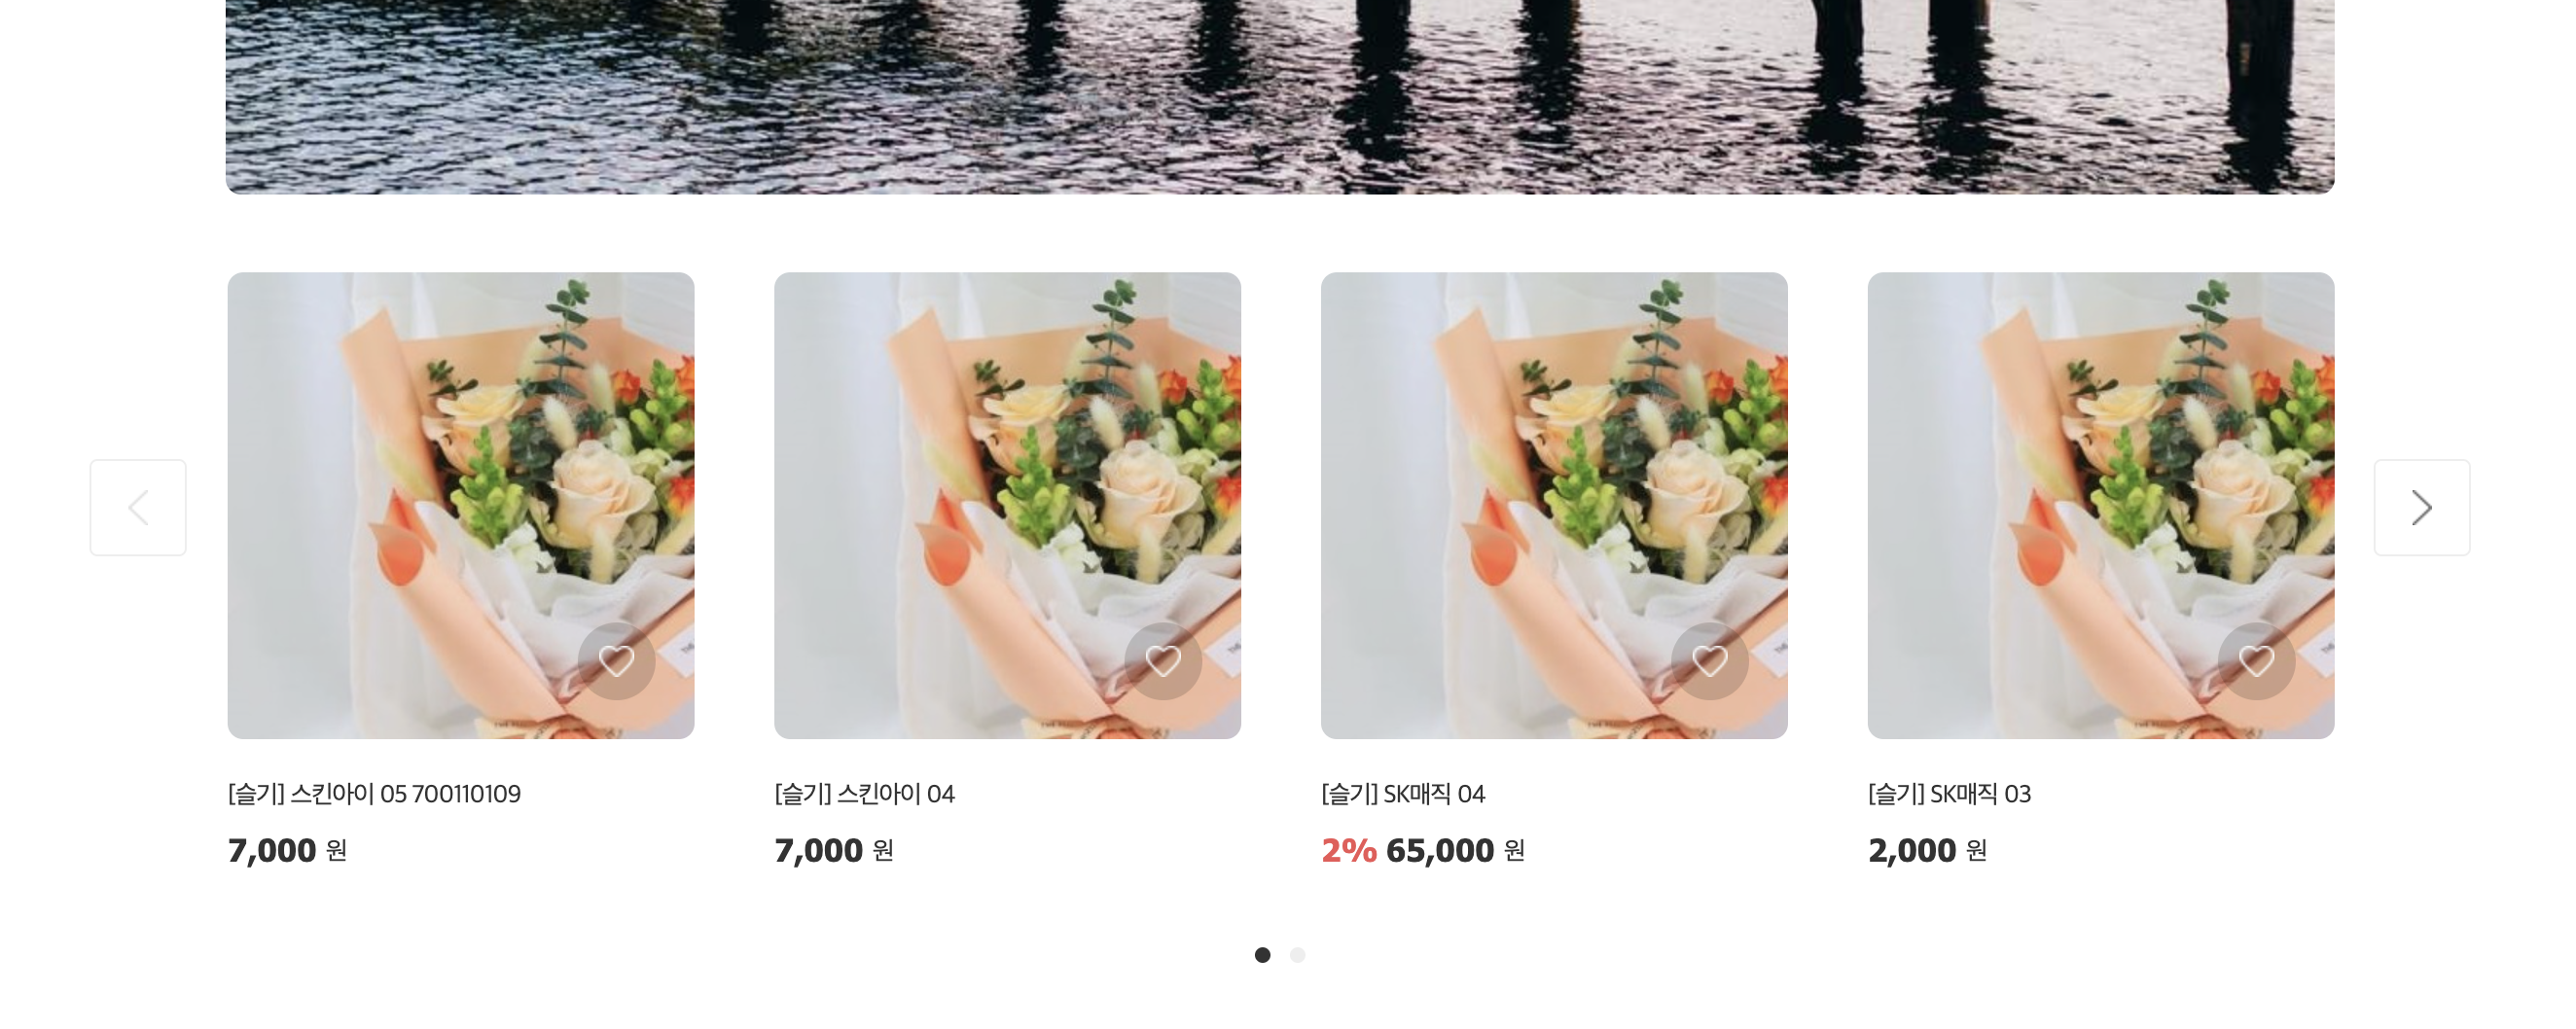 [슬기] 스킨아이 05 700110109
7,000 원
[슬기] 스킨아이 04
7,000 원
[슬기] SK매직 04
2% 65,000 원
[슬기] SK매직 03
2,000 원